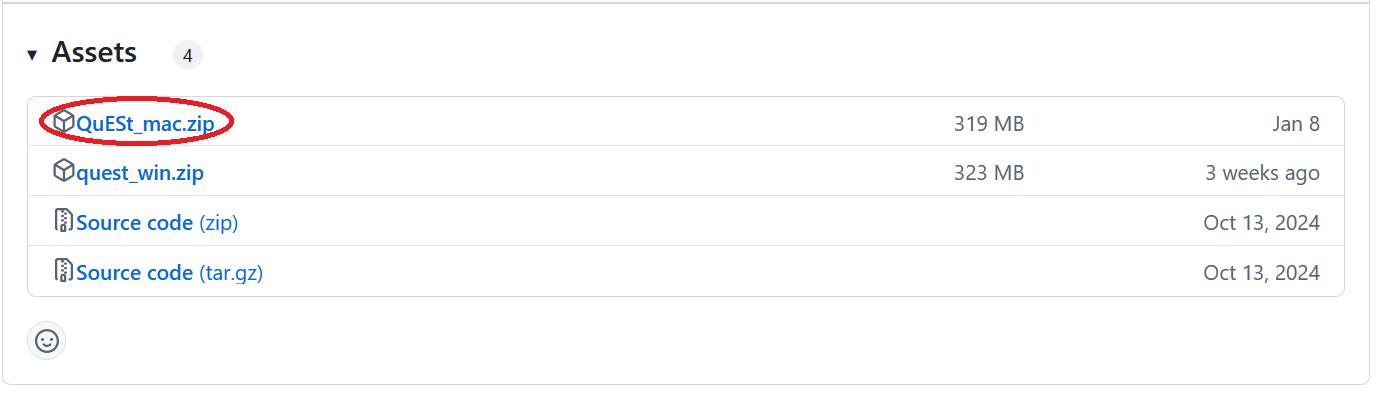 Assets 4
QuESt_mac.zip 319 MB Jan 8
quest_win.zip 323 MB 3 weeks ago
Source code (zip) Oct 13, 2024
Source code (tar.gz) Oct 13, 2024